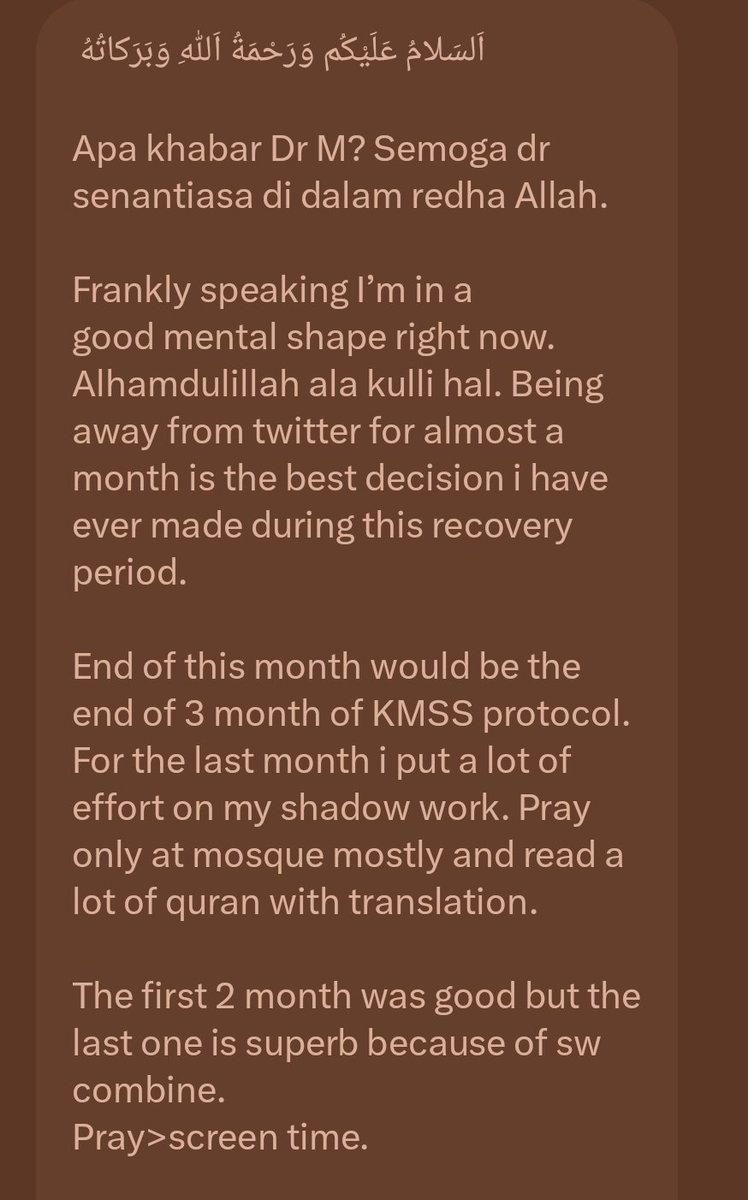 اَلسَلامُ عَلَيْكُم وَرَحْمَةُ اَللهِ وَبَرَكاتُهُ
Apa khabar Dr M? Semoga dr
senantiasa di dalam redha Allah.
Frankly speaking I’m in a
good mental shape right now.
Alhamdulillah ala kulli hal. Being
away from twitter for almost a
month is the best decision i have
ever made during this recovery
period.
End of this month would be the
end of 3 month of KMSS protocol.
For the last month i put a lot of
effort on my shadow work. Pray
only at mosque mostly and read a
lot of quran with translation.
The first 2 month was good but the
last one is superb because of sw
combine.
Pray>screen time.